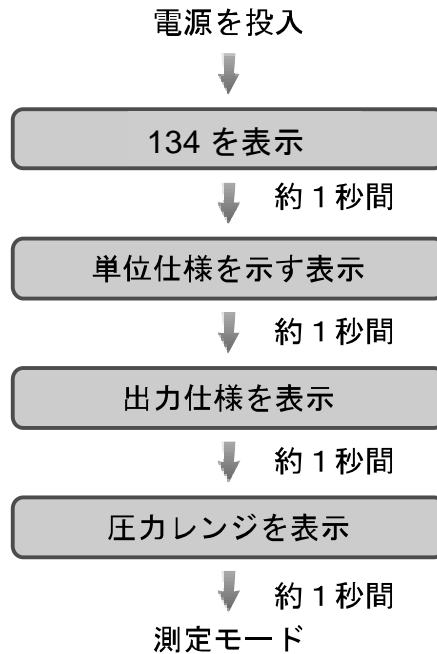 電源を投入
134 を表示
約 1 秒間
単位仕様を示す表示
約 1 秒間
出力仕様を表示
約 1 秒間
圧力レンジを表示
約 1 秒間
測定モード